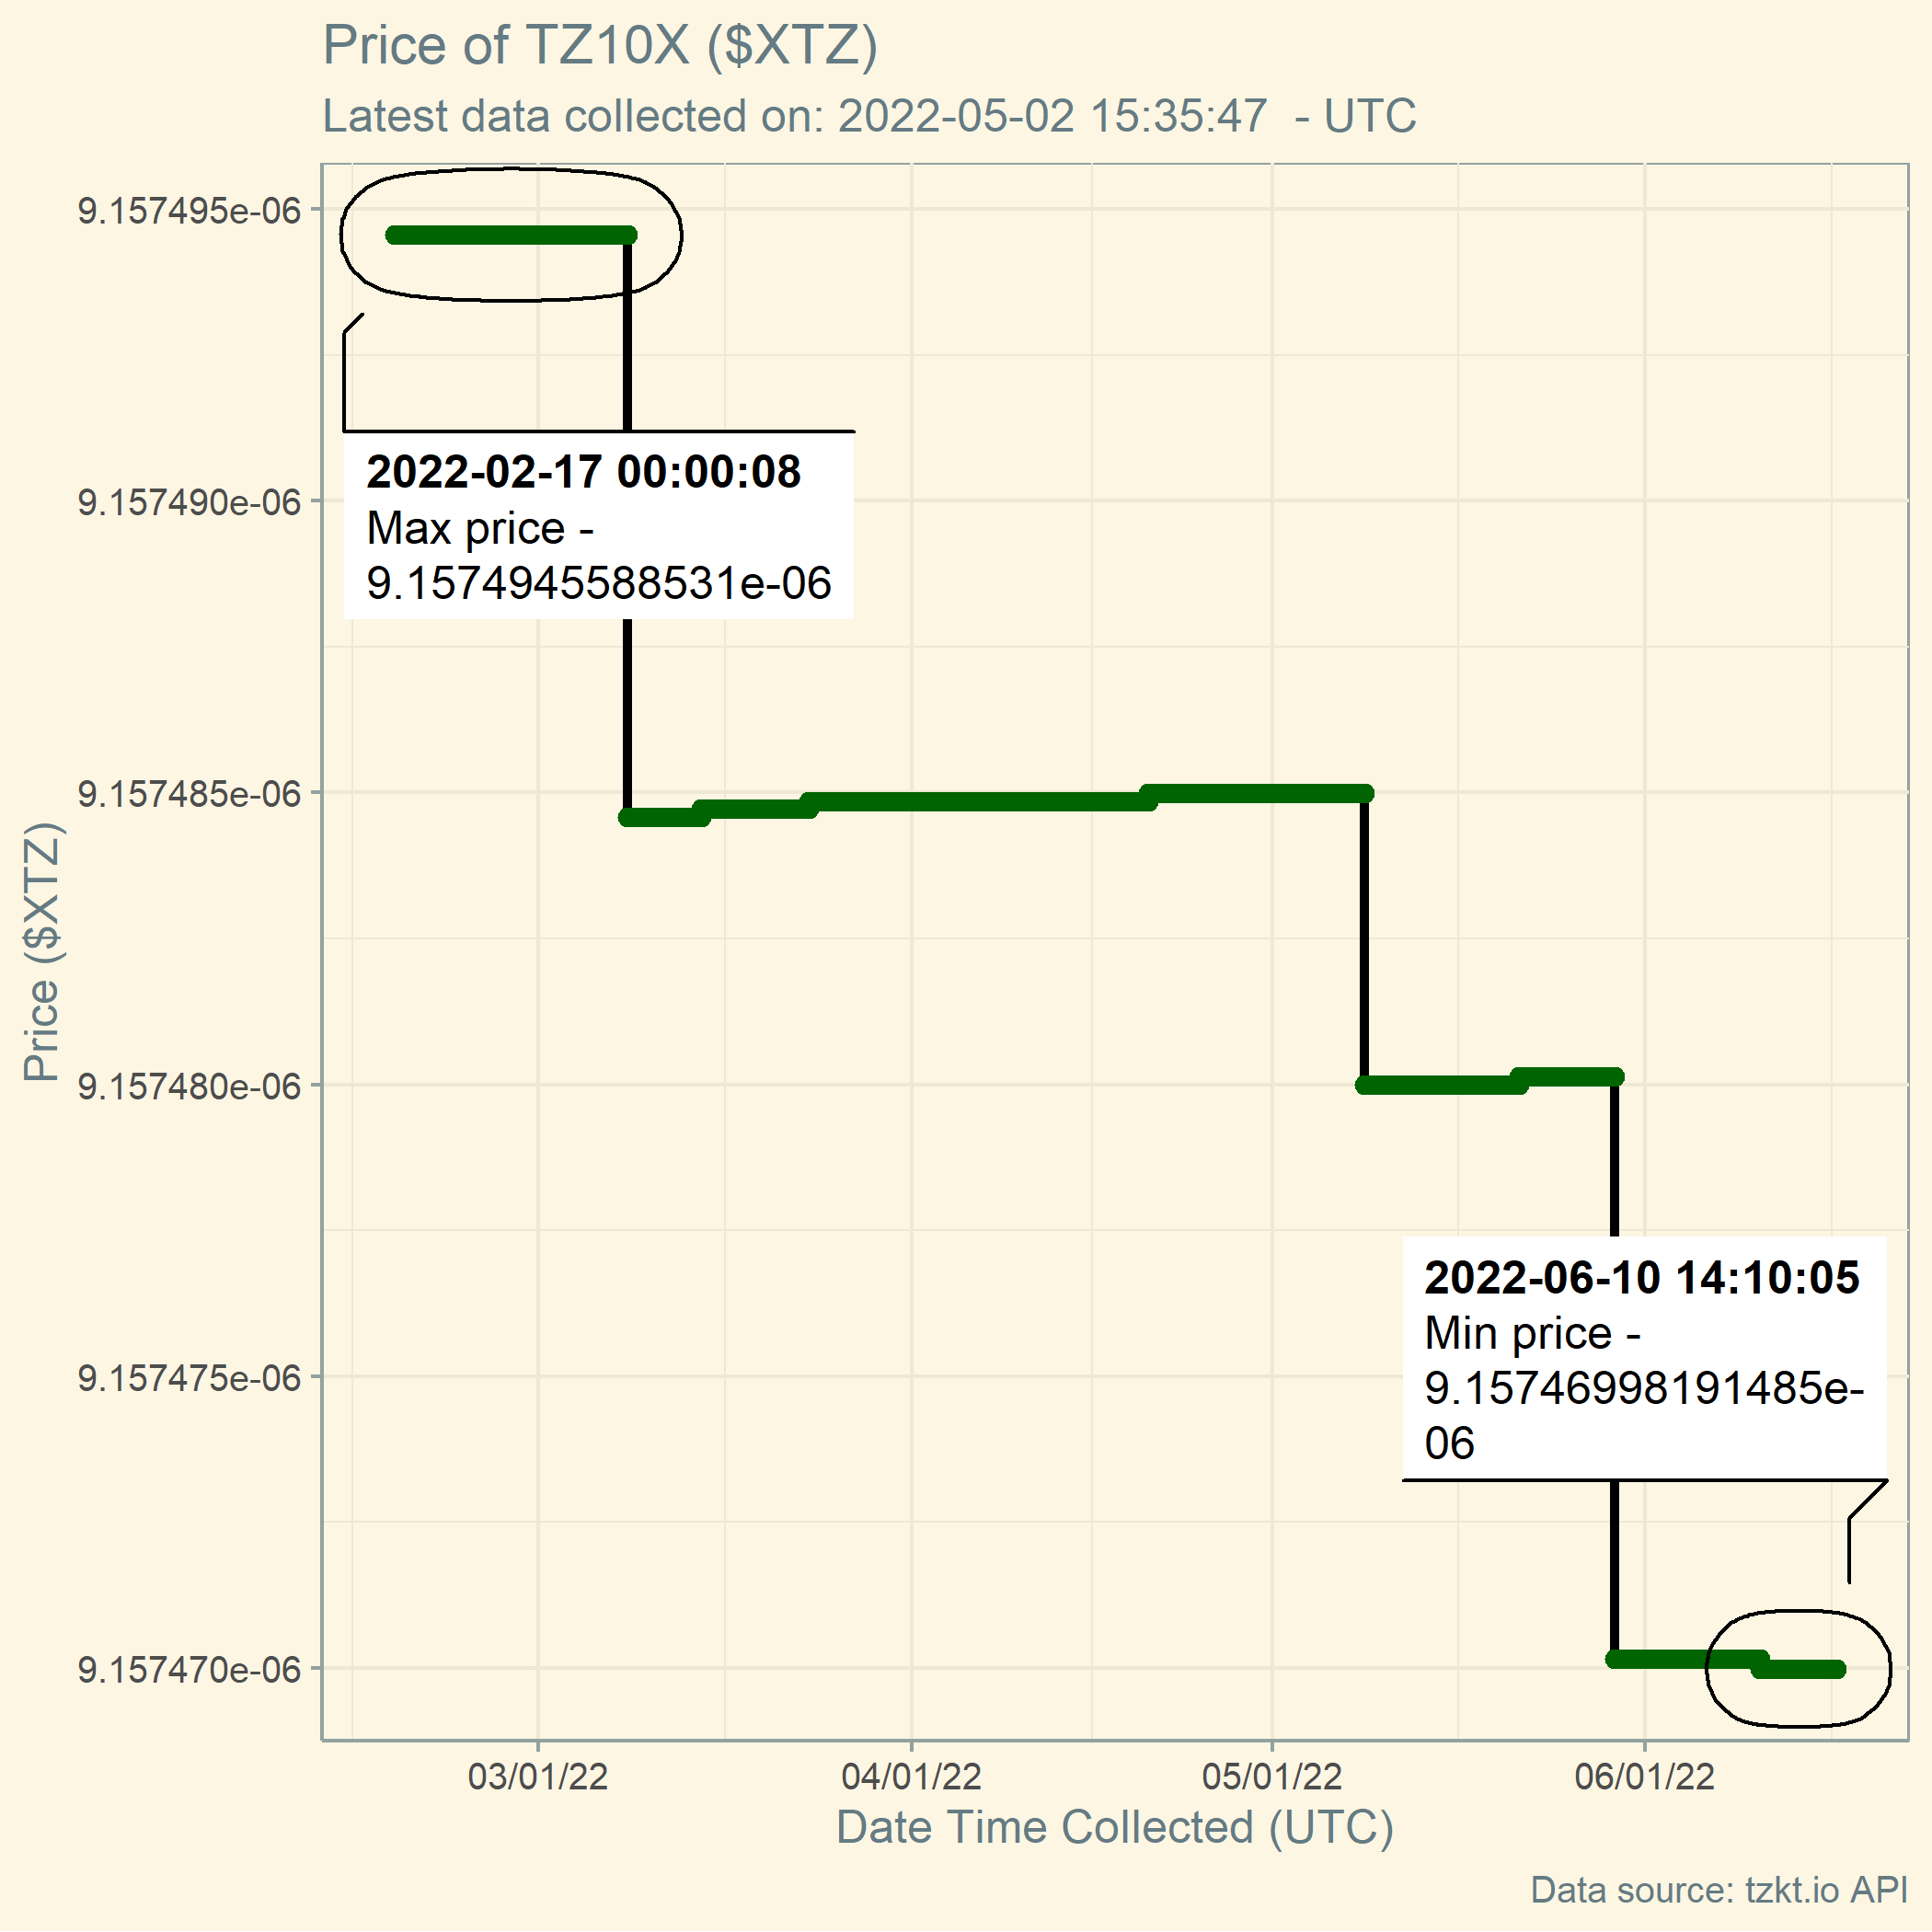 Price of TZ10X ($XTZ)
Latest data collected on: 2022-05-02 15:35:47  - UTC
9.157495e-06
2022-02-17 00:00:08
Max price -
9.1574945588531e-06
9.157490e-06
9.157485e-06
Price ($XTZ)
9.157480e-06
2022-06-10 14:10:05
Min price -
9.15746998191485e-
06
9.157475e-06
9.157470e-06
03/01/22 04/01/22 05/01/22 06/01/22
Date Time Collected (UTC)
Data source: tzkt.io API